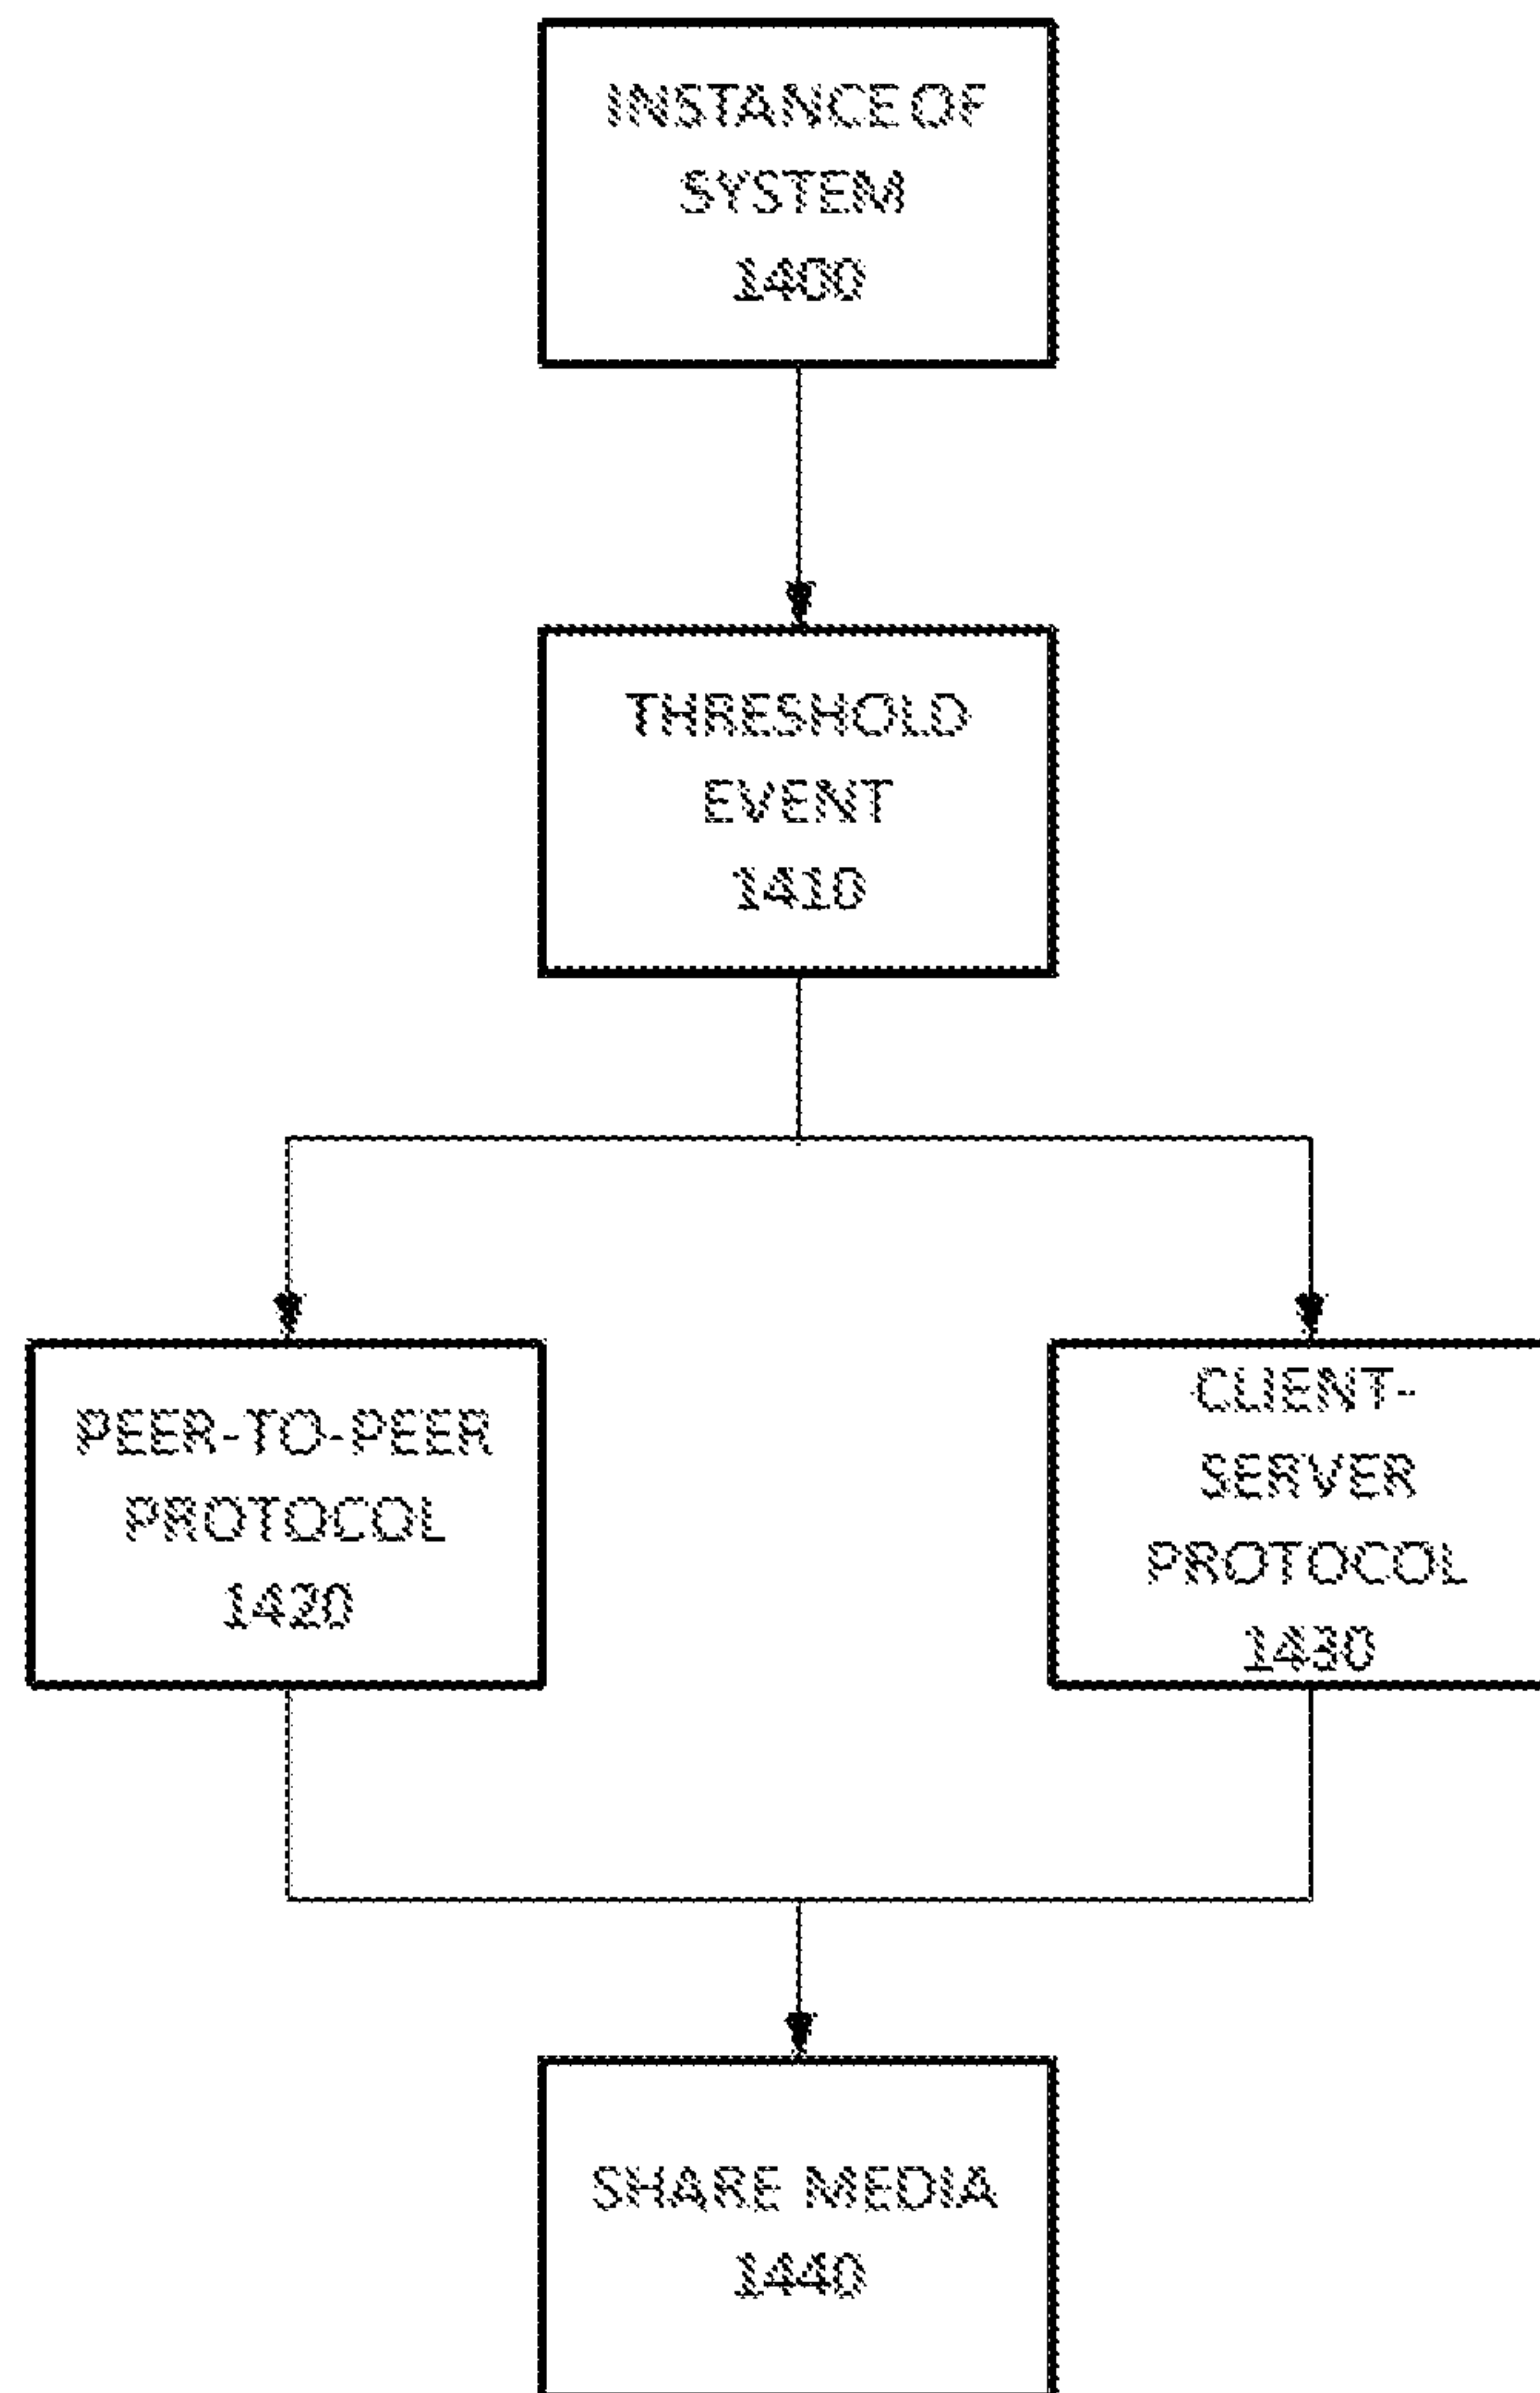 INSTANCE OF
SYSTEM
1400
THRESHOLD
EVENT
1410
PEER-TO-PEER
PROTOCOL
1420
CLIENT-
SERVER
PROTOCOL
1430
SHARE MEDIA
1440